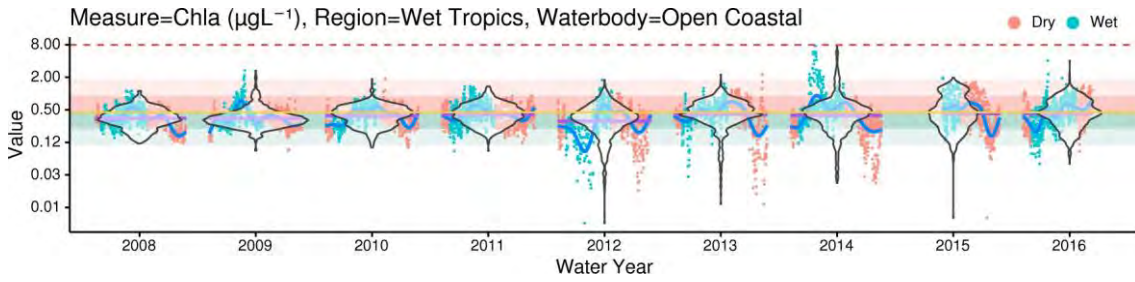 Measure=Chla (µgL⁻¹), Region=Wet Tropics, Waterbody=Open Coastal
Dry Wet
8.00
2.00
0.50
0.12
0.03
0.01
Value
2008 2009 2010 2011 2012 2013 2014 2015 2016
Water Year